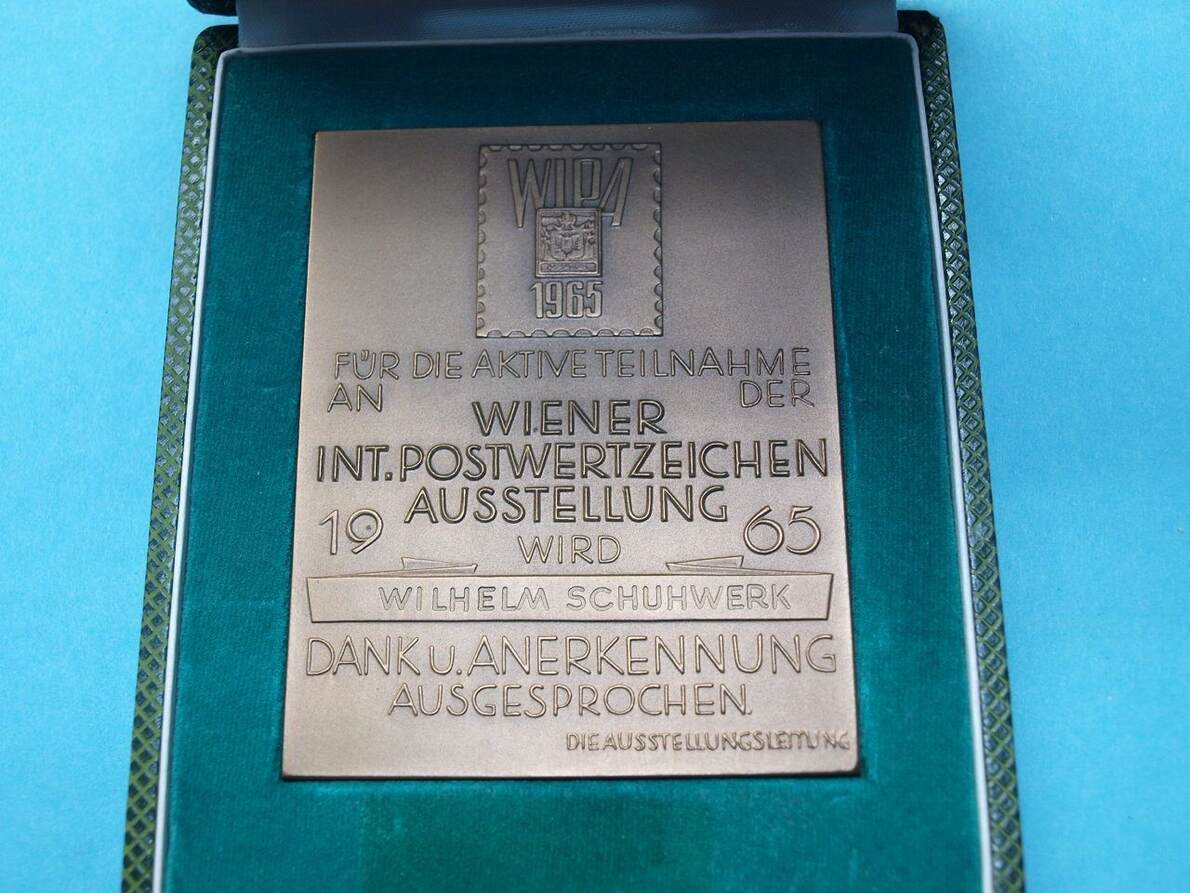 WIPA
1965
FÜR DIE AKTIVE TEILNAHME
AN DER
WIENER
INT. POSTWERTZEICHEN
AUSSTELLUNG
19 65
WIRD
WILHELM SCHUHWERK
DANK u. ANERKENNUNG
AUSGESPROCHEN.
DIE AUSSTELLUNGSLEITUNG